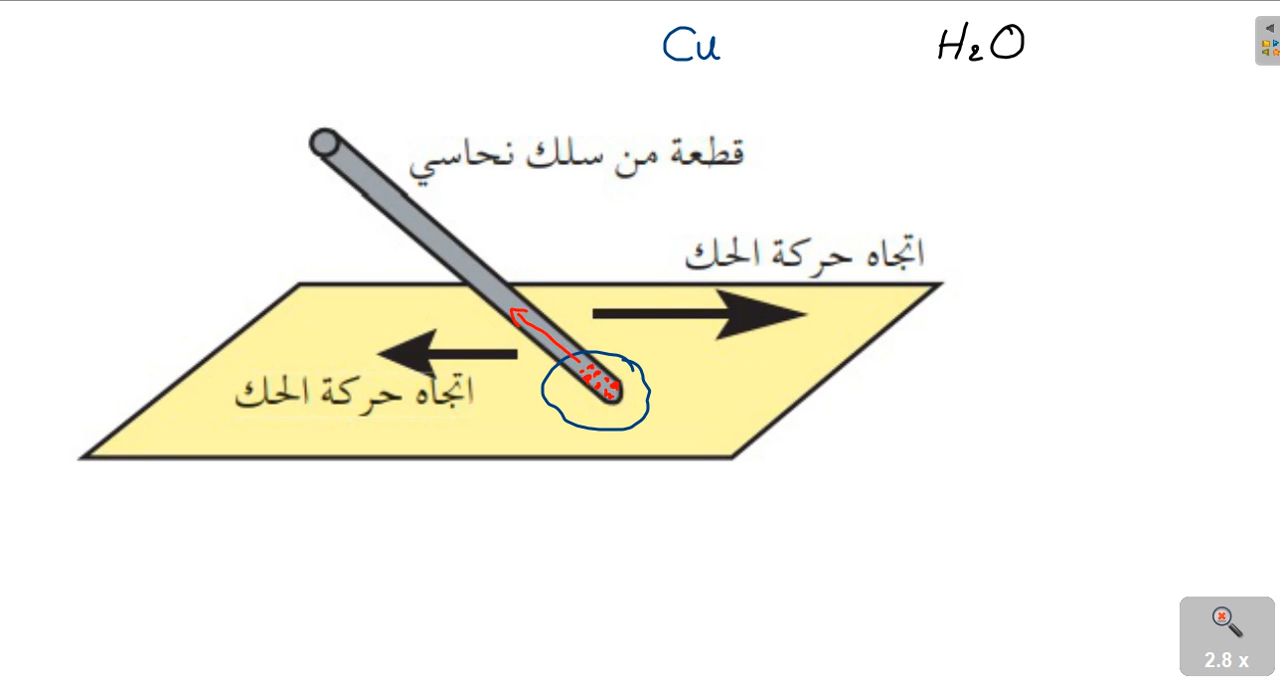 Cu H₂O
قطعة من سلك نحاسي
اتجاه حركة الحك
اتجاه حركة الحك
2.8 x